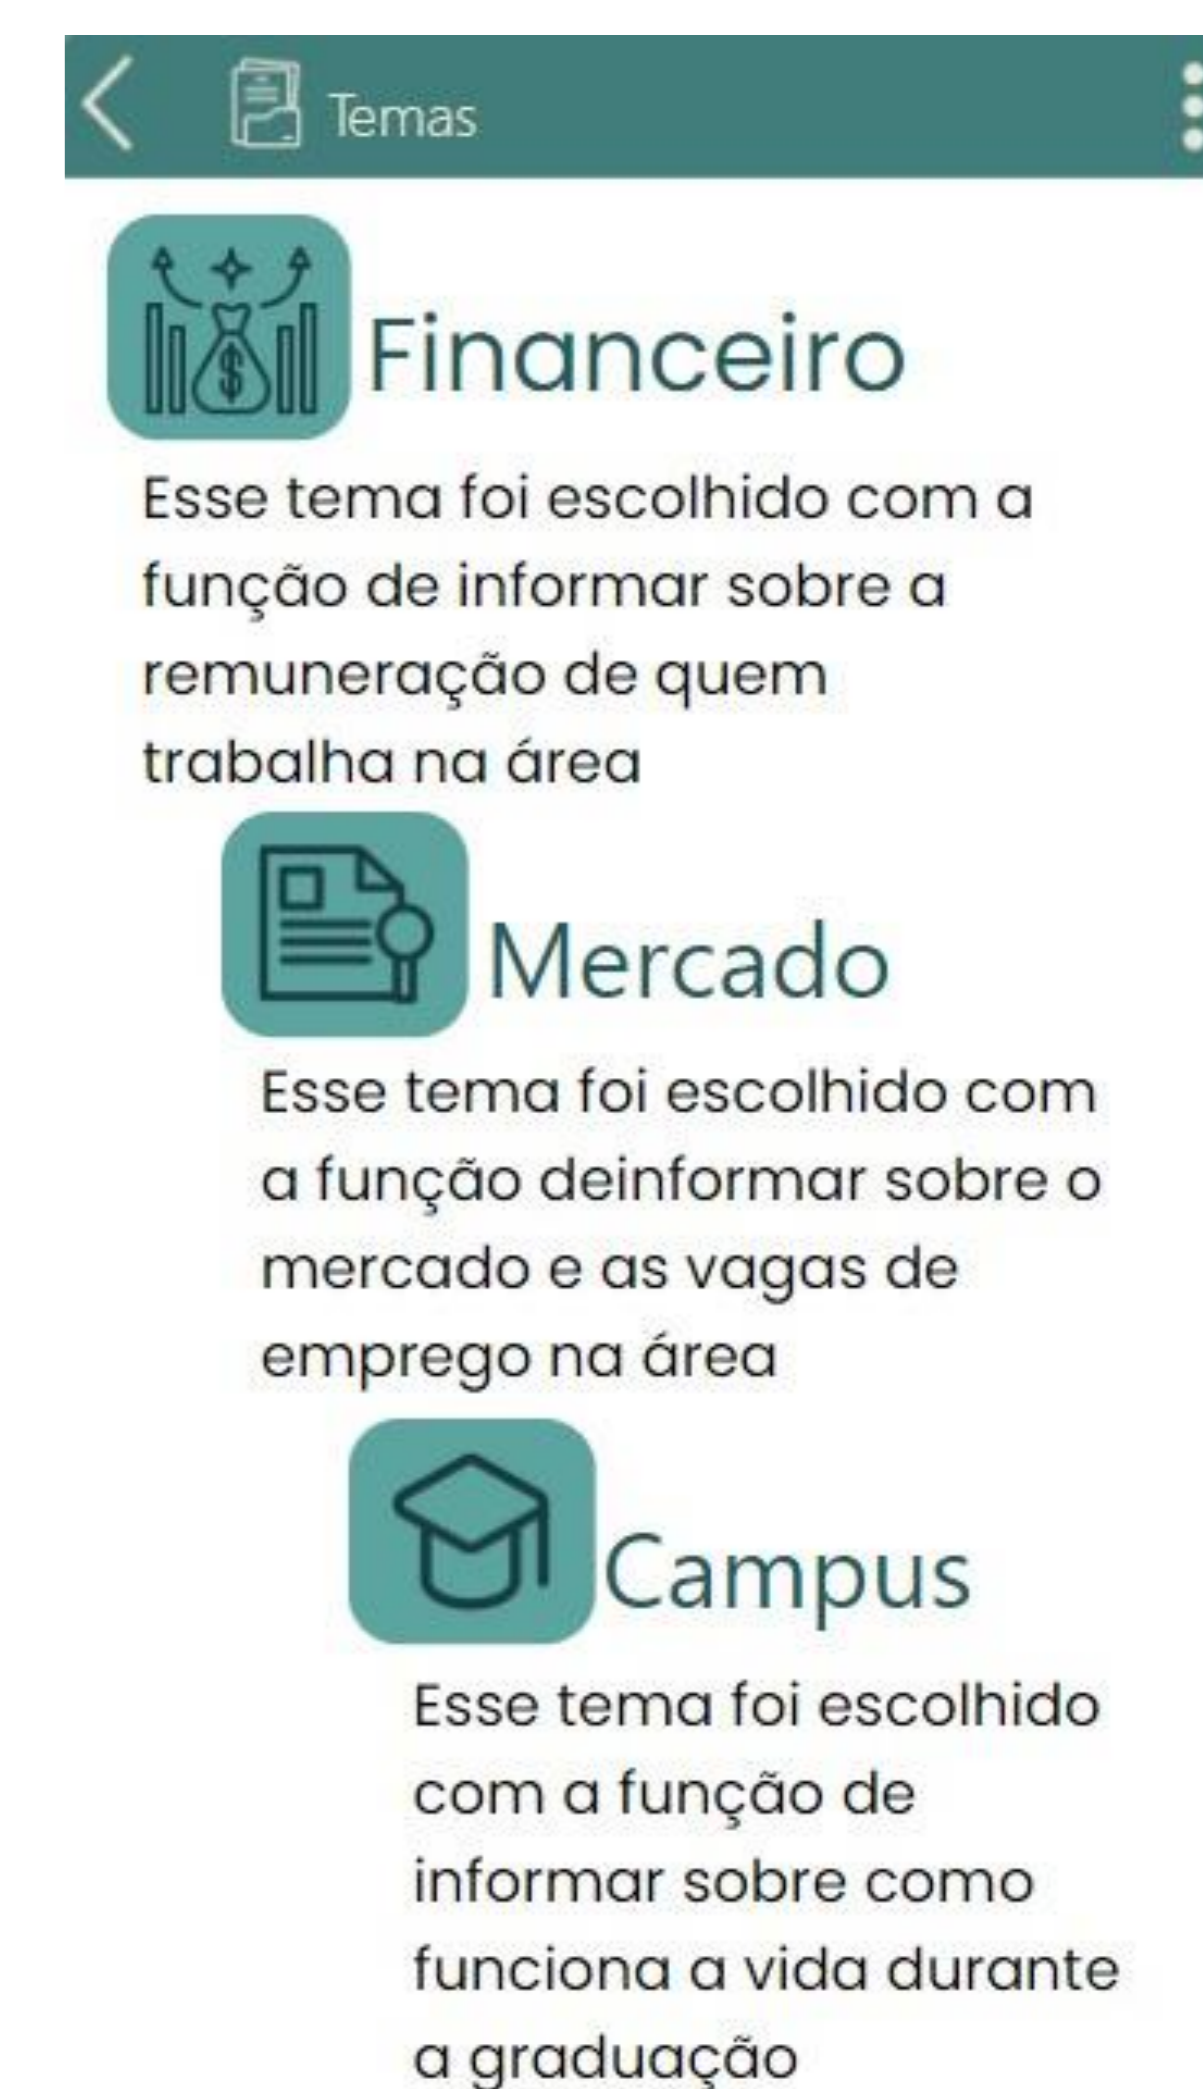 Temas
Financeiro
Esse tema foi escolhido com a
função de informar sobre a
remuneração de quem
trabalha na área
Mercado
Esse tema foi escolhido com
a função deinformar sobre o
mercado e as vagas de
emprego na área
Campus
Esse tema foi escolhido
com a função de
informar sobre como
funciona a vida durante
a graduação